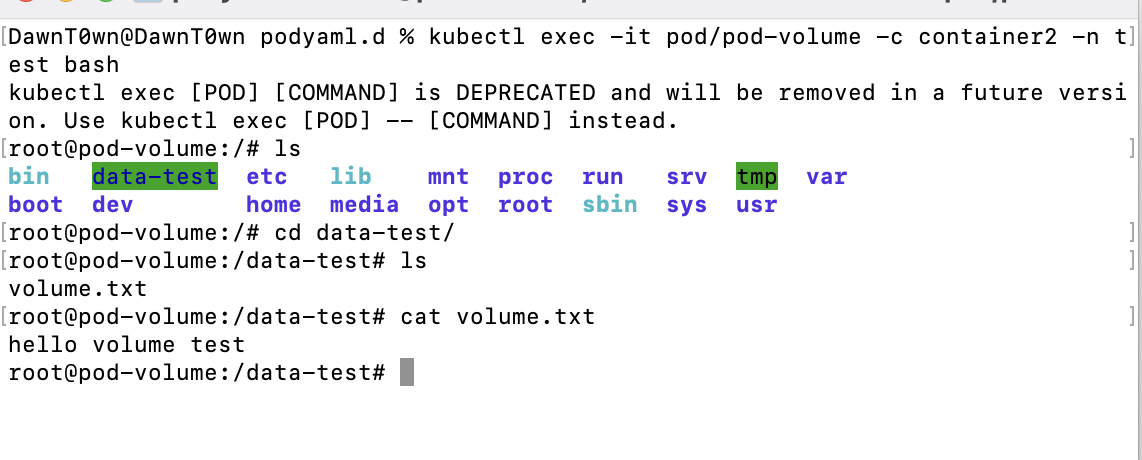 [DawnT0wn@DawnT0wn podyaml.d % kubectl exec -it pod/pod-volume -c container2 -n t]
est bash
kubectl exec [POD] [COMMAND] is DEPRECATED and will be removed in a future versi
on. Use kubectl exec [POD] -- [COMMAND] instead.
[root@pod-volume:/# ls ]
bin data-test etc lib mnt proc run srv tmp var
boot dev home media opt root sbin sys usr
[root@pod-volume:/# cd data-test/ ]
[root@pod-volume:/data-test# ls ]
volume.txt
[root@pod-volume:/data-test# cat volume.txt ]
hello volume test
root@pod-volume:/data-test#